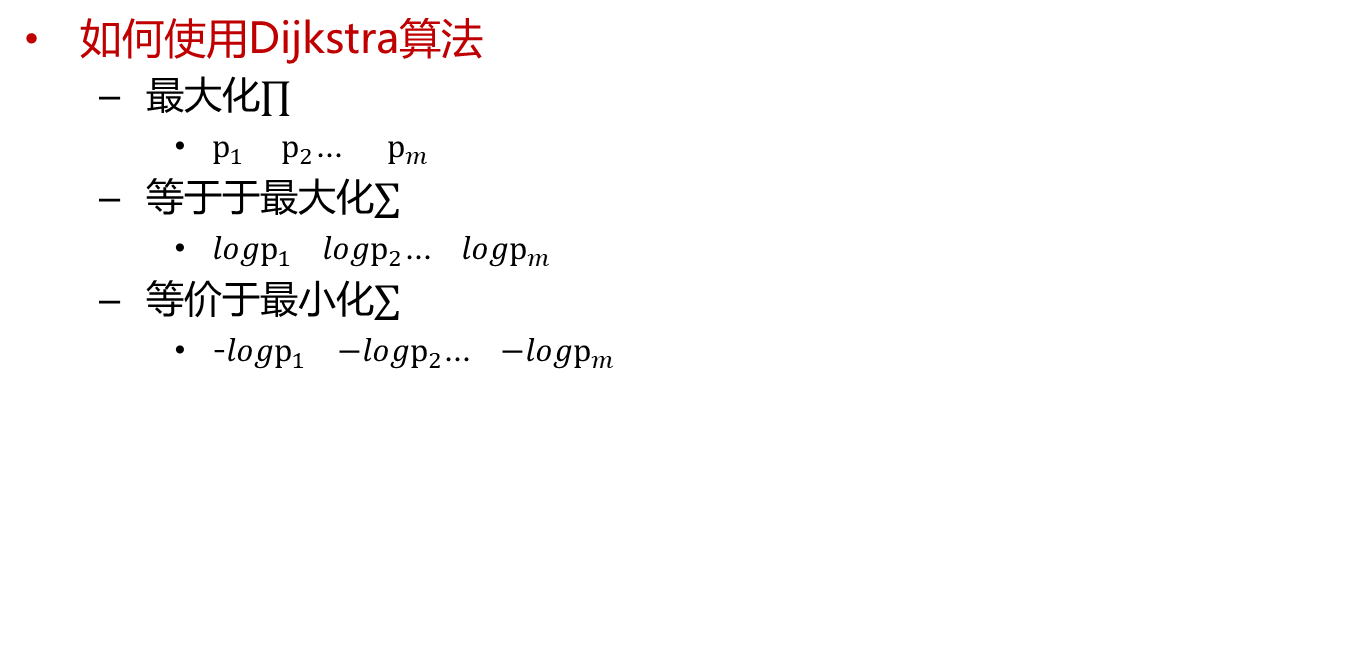 • 如何使用Dijkstra算法
– 最大化∏
• p₁ p₂… pₘ
– 等于于最大化∑
• logp₁ logp₂… logpₘ
– 等价于最小化∑
• -logp₁ −logp₂… −logpₘ